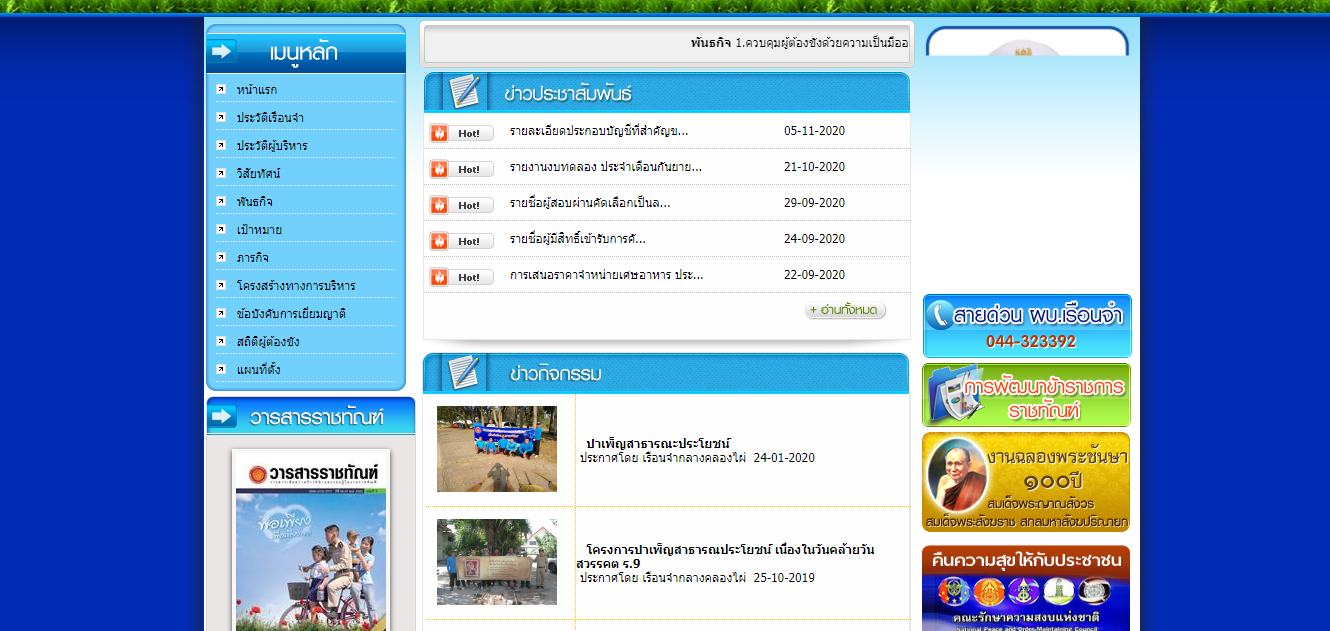 พันธกิจ 1.ควบคุมผู้ต้องขังด้วยความเป็นมืออ
เมนูหลัก
หน้าแรก
ประวัติเรือนจำ
ประวัติผู้บริหาร
วิสัยทัศน์
พันธกิจ
เป้าหมาย
ภารกิจ
โครงสร้างทางการบริหาร
ข้อบังคับการเยี่ยมญาติ
สถิติผู้ต้องขัง
แผนที่ตั้ง
วารสารราชทัณฑ์
วารสารราชทัณฑ์
พอเพียง
ข่าวประชาสัมพันธ์
Hot! รายละเอียดประกอบบัญชีที่สำคัญข... 05-11-2020
Hot! รายงานงบทดลอง ประจำเดือนกันยาย... 21-10-2020
Hot! รายชื่อผู้สอบผ่านคัดเลือกเป็นล... 29-09-2020
Hot! รายชื่อผู้มีสิทธิ์เข้ารับการคั... 24-09-2020
Hot! การเสนอราคาจำหน่ายเศษอาหาร ประ... 22-09-2020
+ อ่านทั้งหมด
ข่าวกิจกรรม
บำเพ็ญสาธารณะประโยชน์
ประกาศโดย เรือนจำกลางคลองไผ่ 24-01-2020
โครงการบำเพ็ญสาธารณประโยชน์ เนื่องในวันคล้ายวัน
สวรรคต ร.9
ประกาศโดย เรือนจำกลางคลองไผ่ 25-10-2019
สายด่วน ผบ.เรือนจำ
044-323392
การพัฒนาข้าราชการ
ราชทัณฑ์
งานฉลองพระชันษา
๑๐๐ปี
สมเด็จพระญาณสังวร
สมเด็จพระสังฆราช สกลมหาสังฆปริณายก
คืนความสุขให้กับประชาชน
คณะรักษาความสงบแห่งชาติ
National Peace and Order Maintaining Council